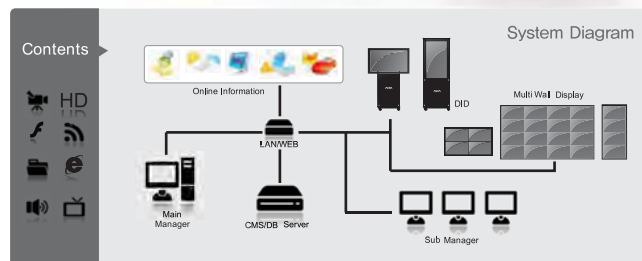 System Diagram
Contents
HD
Online Information
DID
Multi Wall Display
LAN/WEB
Main
Manager
CMS/DB Server
Sub Manager